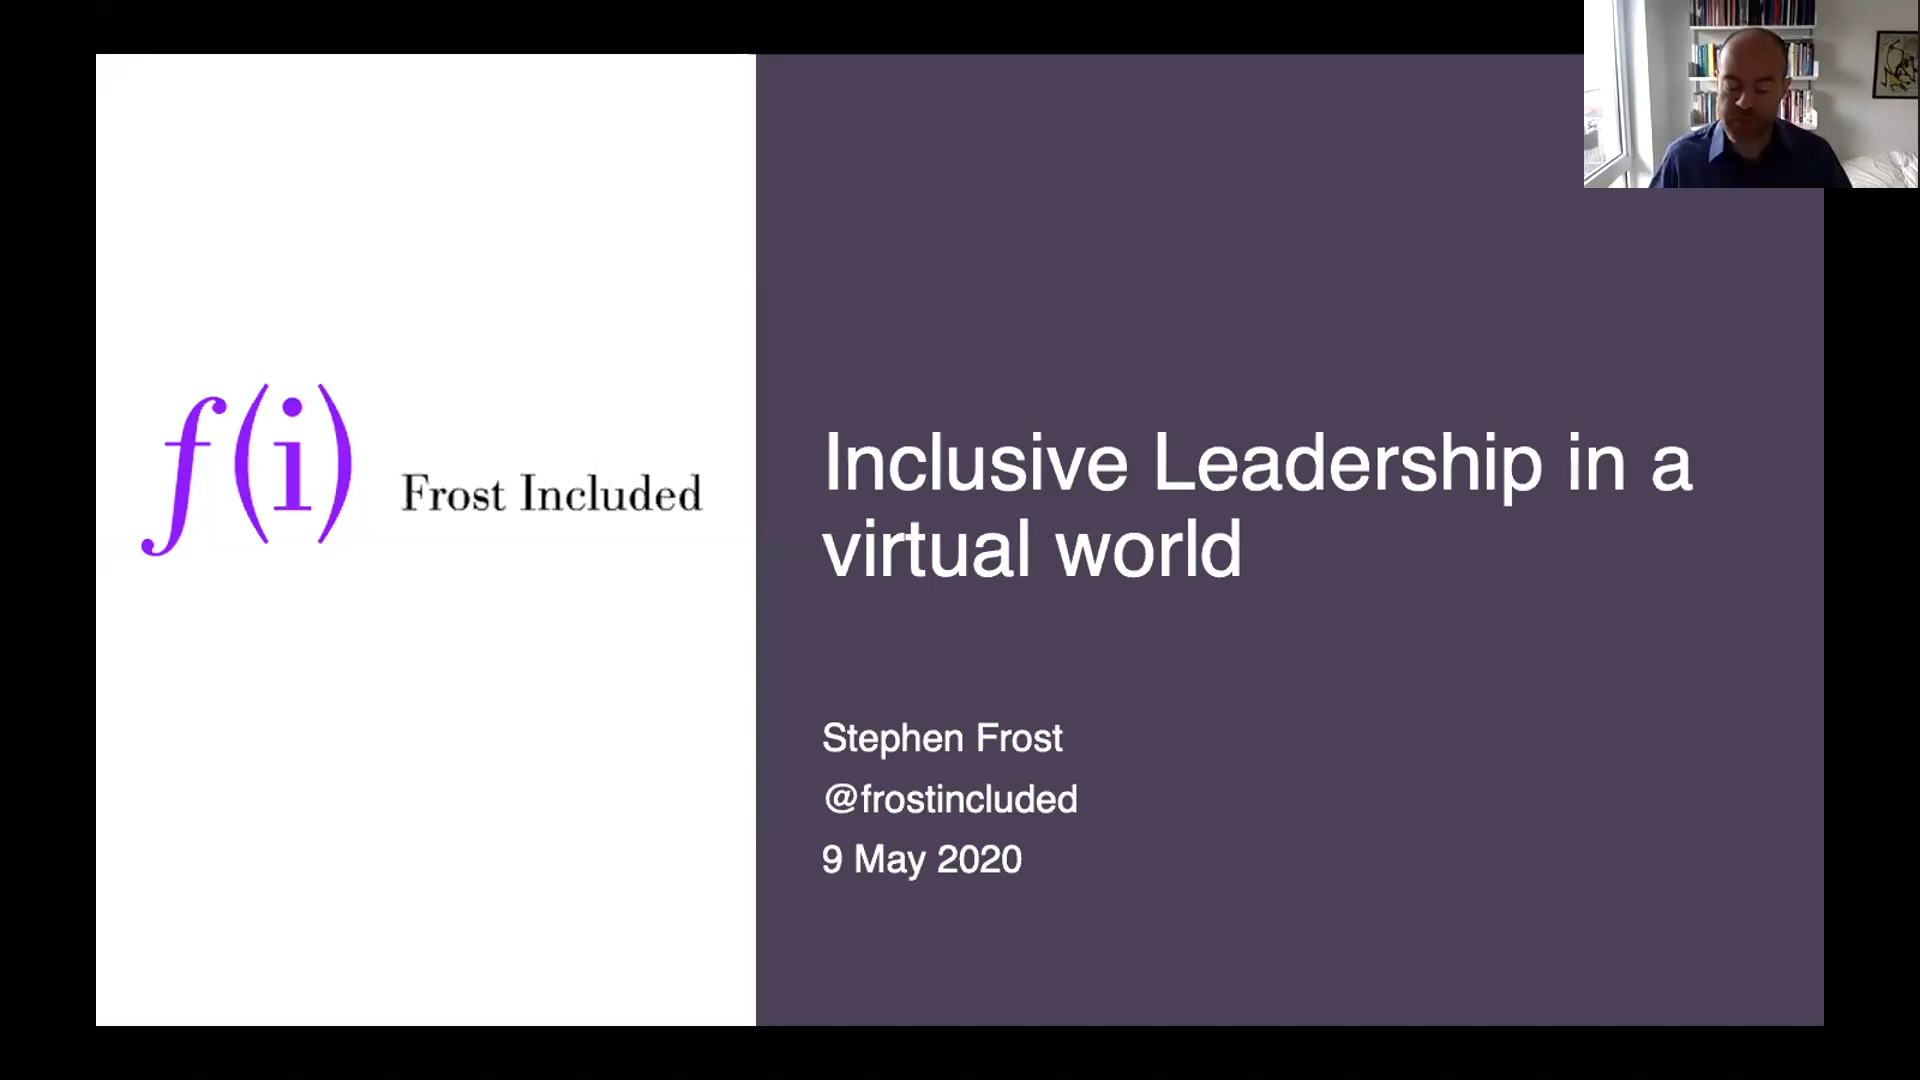 f(i) Frost Included
Inclusive Leadership in a
virtual world
Stephen Frost
@frostincluded
9 May 2020